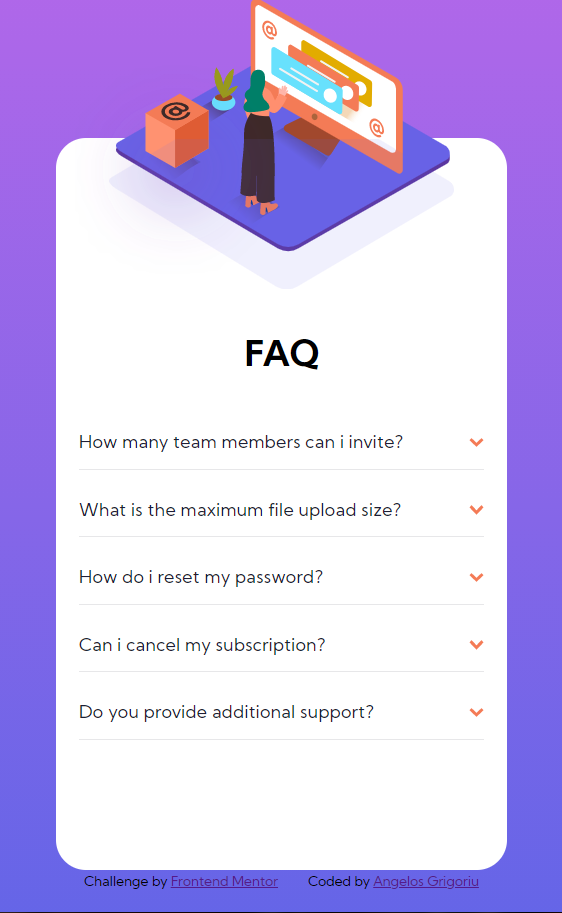 @
@
@
FAQ
How many team members can i invite?
What is the maximum file upload size?
How do i reset my password?
Can i cancel my subscription?
Do you provide additional support?
Challenge by Frontend Mentor Coded by Angelos Grigoriu